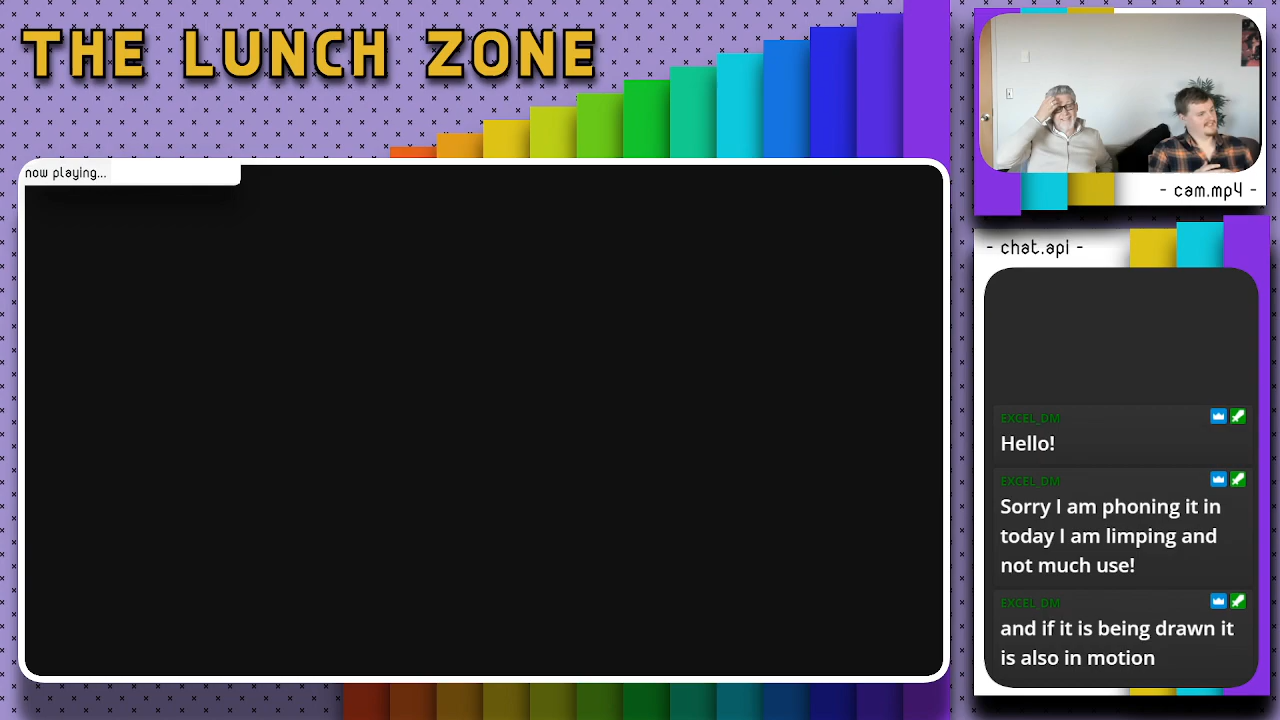 THE LUNCH ZONE
now playing...
- cam.mp4 -
- chat.api -
EXCEL_DM
Hello!
EXCEL_DM
Sorry I am phoning it in
today I am limping and
not much use!
EXCEL_DM
and if it is being drawn it
is also in motion